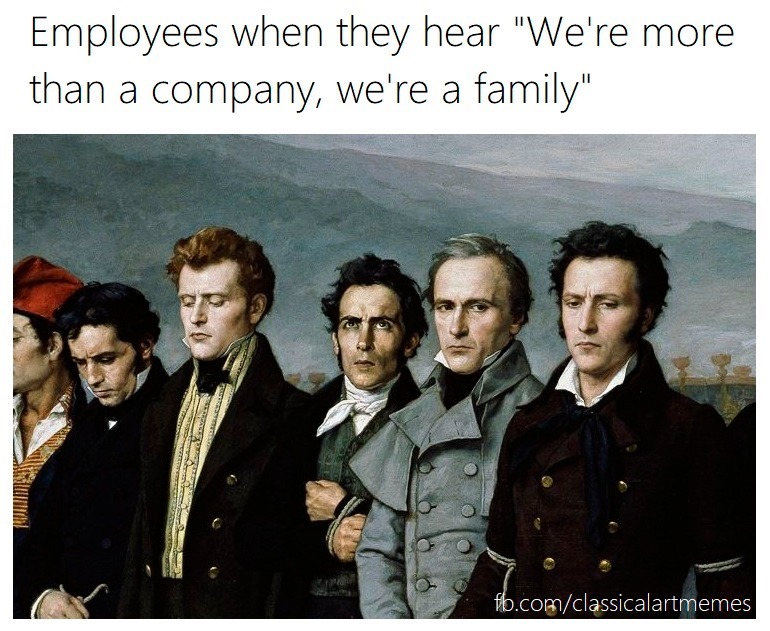 Employees when they hear "We're more
than a company, we're a family"
fb.com/classicalartmemes